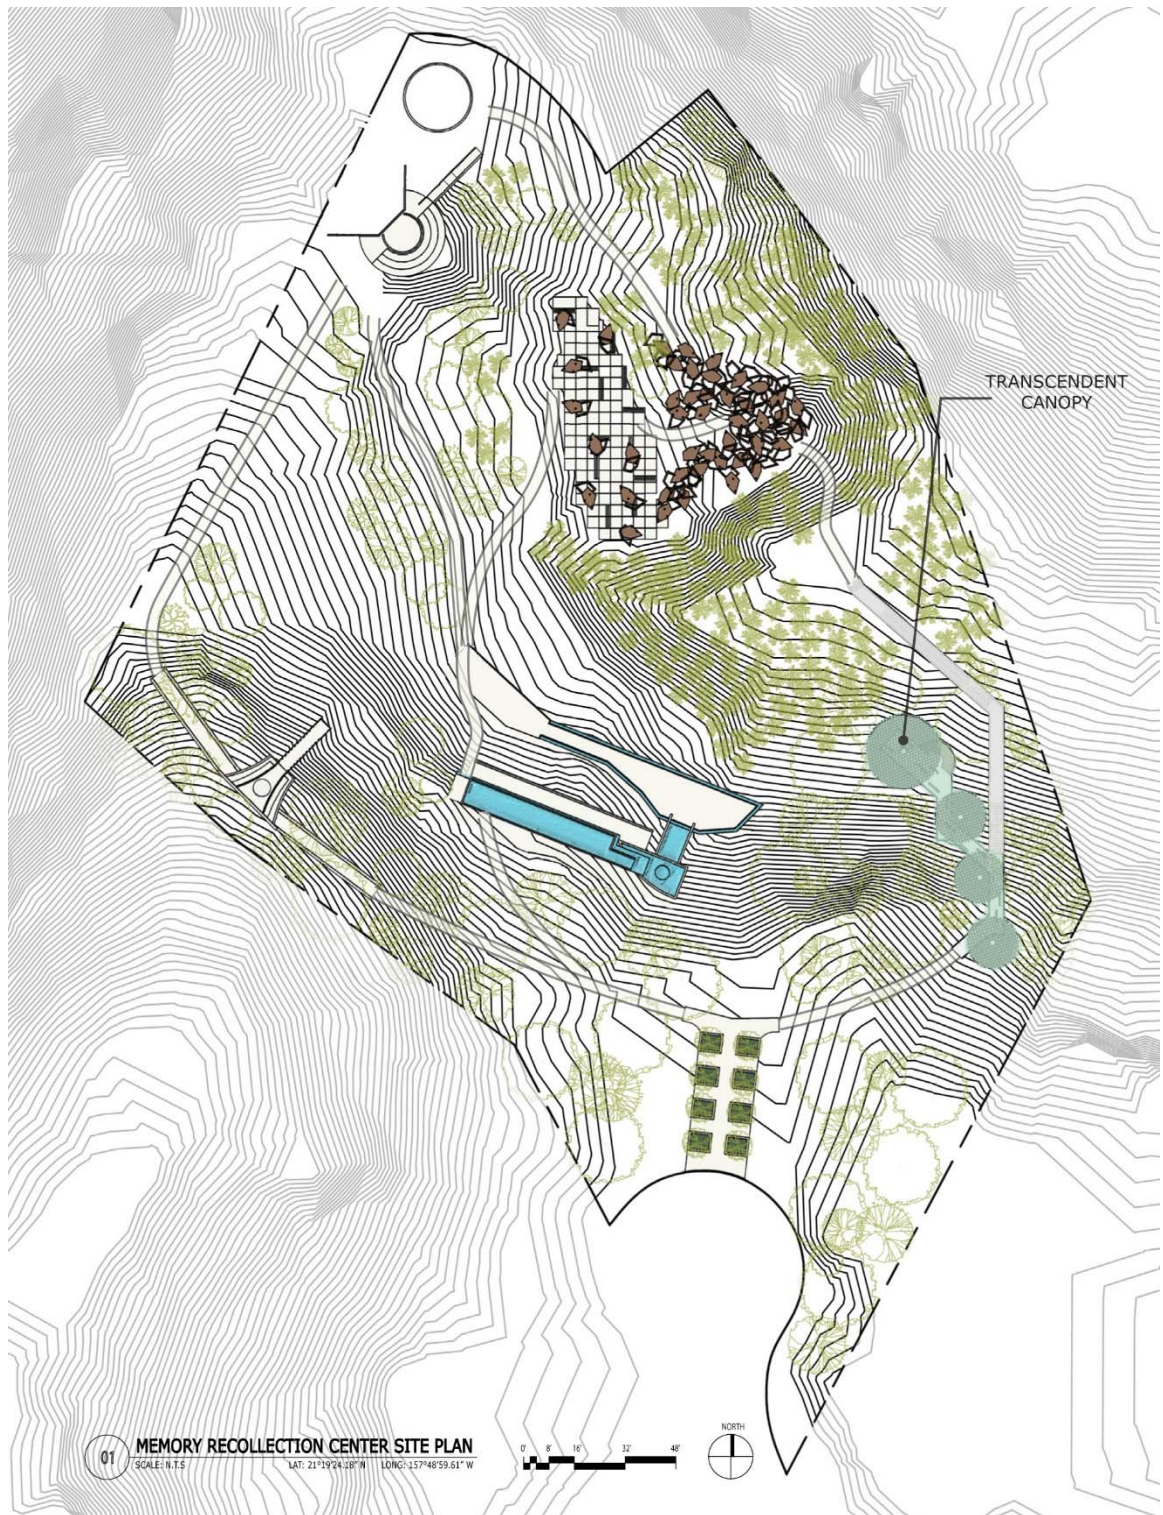 TRANSCENDENT
CANOPY
01
MEMORY RECOLLECTION CENTER SITE PLAN
SCALE: N.T.S LAT: 21°19'24.18" N LONG: 157°48'59.61" W
0' 8' 16' 32' 48'
NORTH